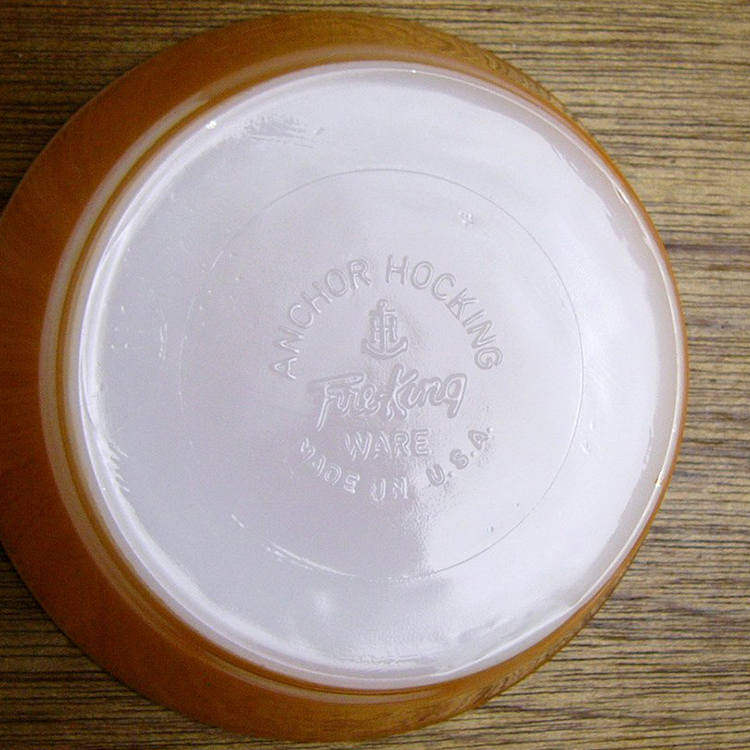 ANCHOR HOCKING
Fire-King
WARE
MADE IN U.S.A.